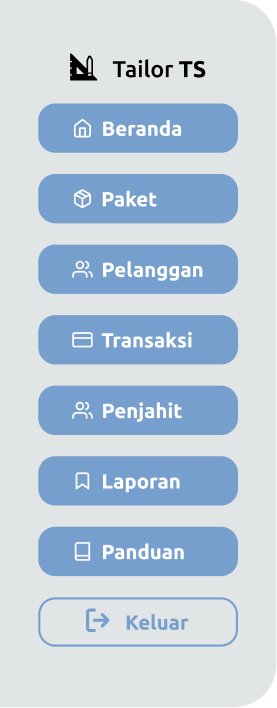 Tailor TS
Beranda
Paket
Pelanggan
Transaksi
Penjahit
Laporan
Panduan
Keluar